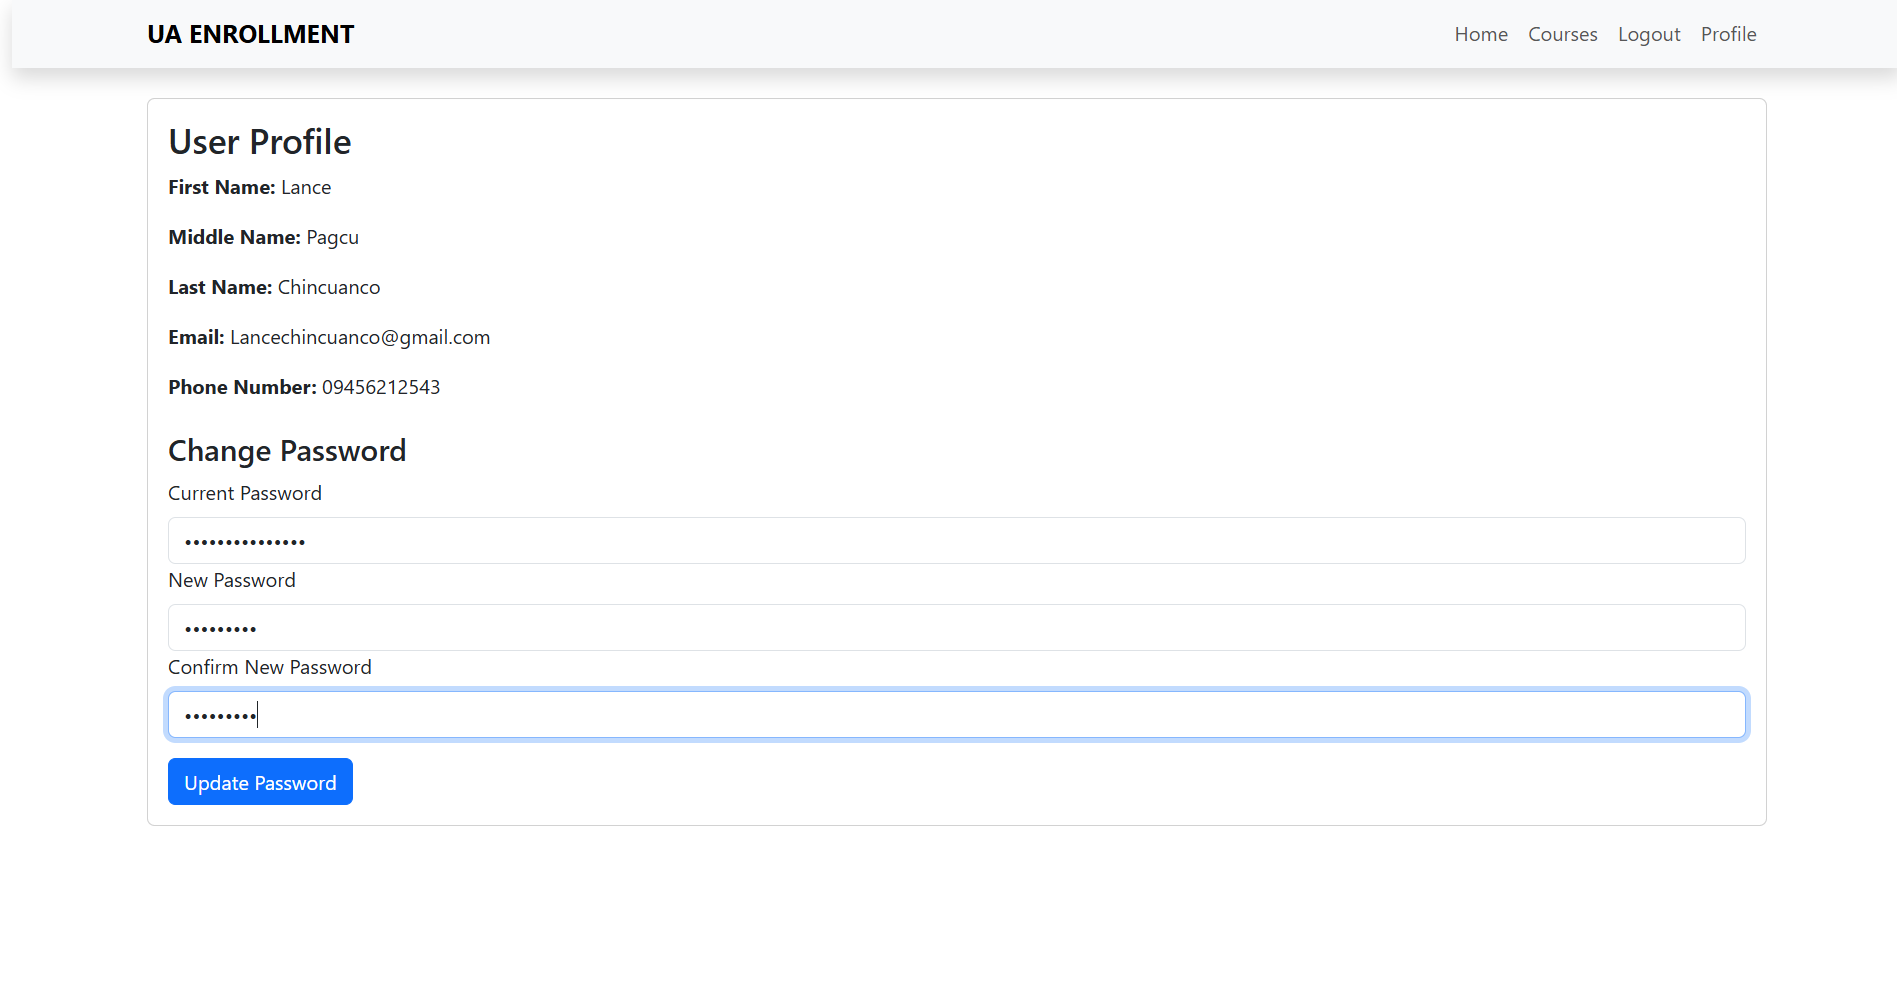 UA ENROLLMENT
Home Courses Logout Profile
User Profile
First Name: Lance
Middle Name: Pagcu
Last Name: Chincuanco
Email: Lancechincuanco@gmail.com
Phone Number: 09456212543
Change Password
Current Password
•••••••••••••••
New Password
•••••••••
Confirm New Password
•••••••••
Update Password